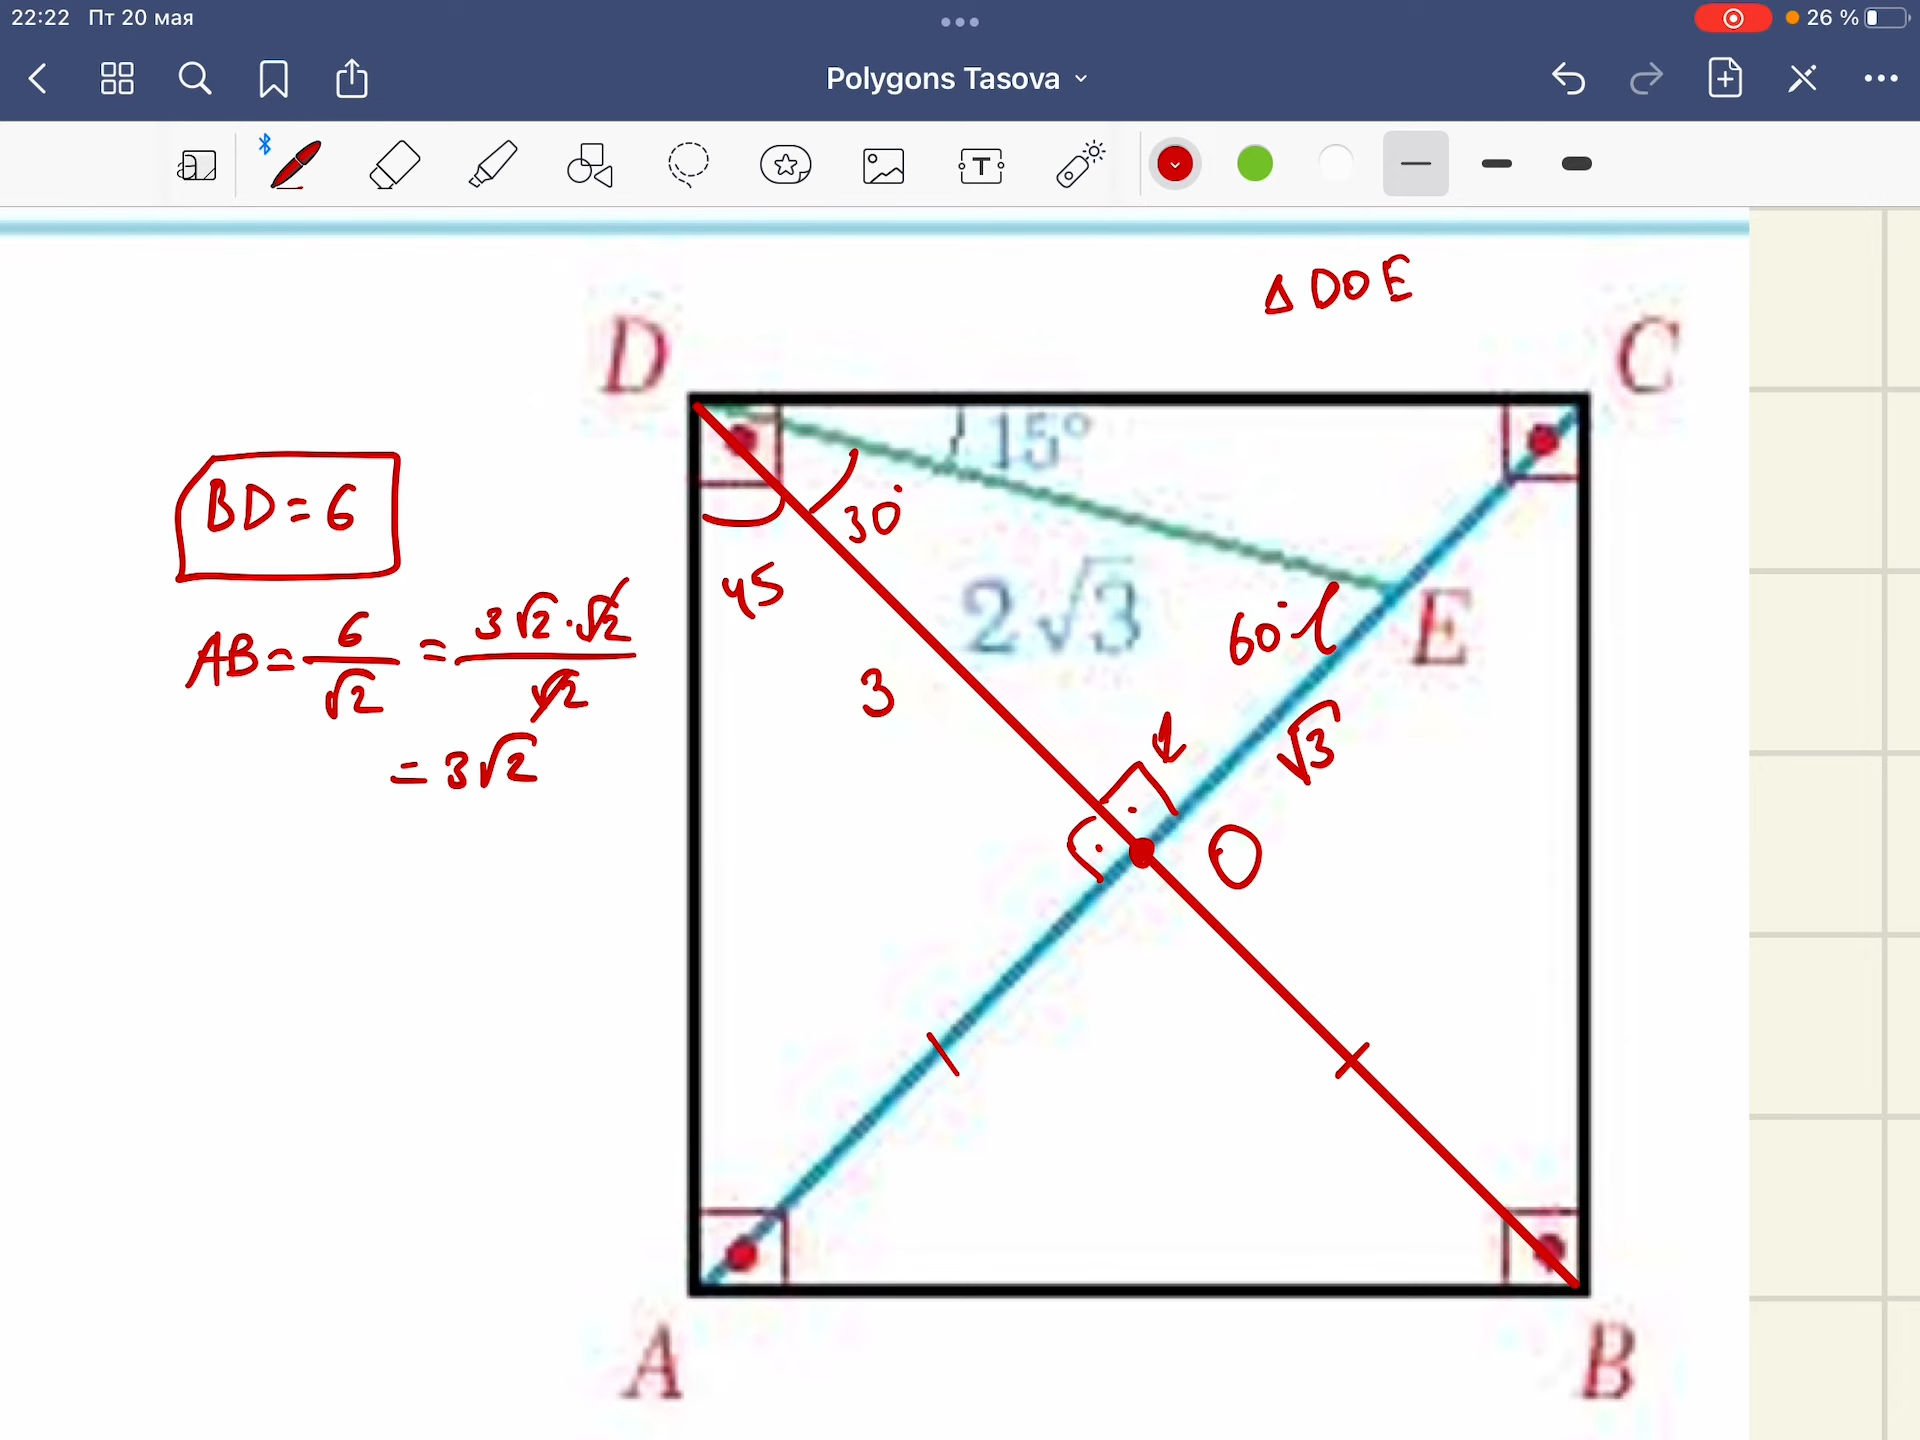 22:22 Пт 20 мая
26 %
Polygons Tasova
T
△ DOE
D
C
15°
30°
BD = 6
45
2√3
60°
E
AB = 6/√2 = 3√2·√2/√2
= 3√2
3
√3
O
A
B